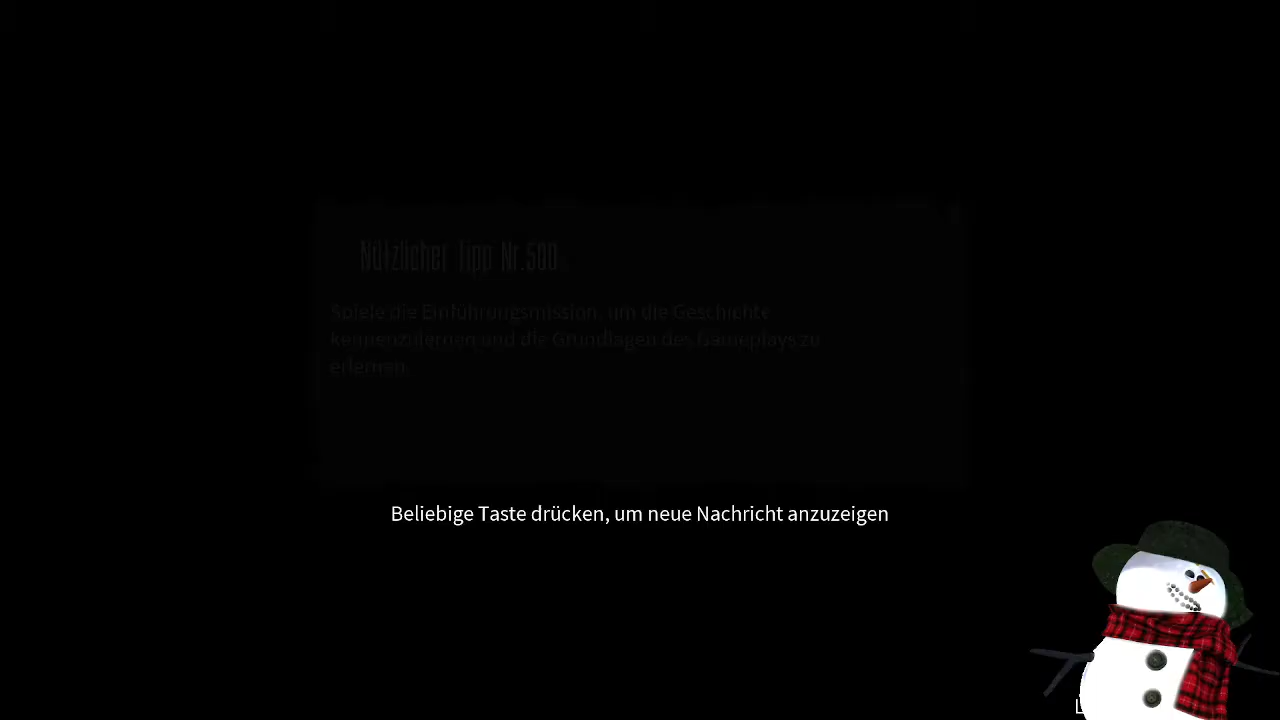 Nützlicher Tipp Nr.500
Spiele die Einführungsmission, um die Geschichte
kennenzulernen und die Grundlagen des Gameplays zu
erlernen.
Beliebige Taste drücken, um neue Nachricht anzuzeigen